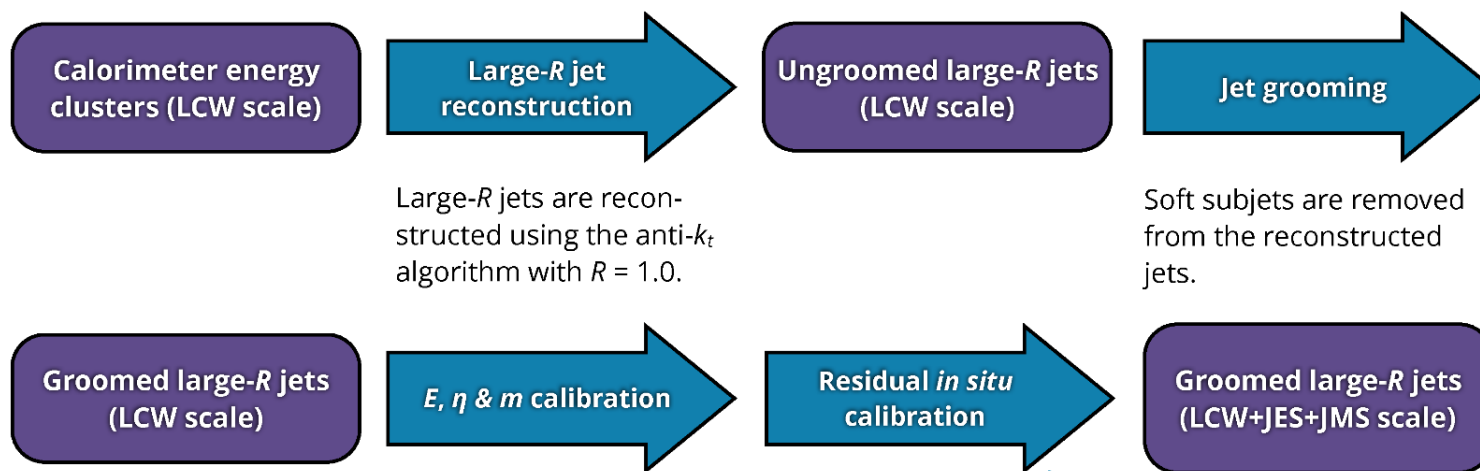 Calorimeter energy
clusters (LCW scale)
Large-R jet
reconstruction
Ungroomed large-R jets
(LCW scale)
Jet grooming
Large-R jets are recon-
structed using the anti-kt
algorithm with R = 1.0.
Soft subjets are removed
from the reconstructed
jets.
Groomed large-R jets
(LCW scale)
E, η & m calibration
Residual in situ
calibration
Groomed large-R jets
(LCW+JES+JMS scale)